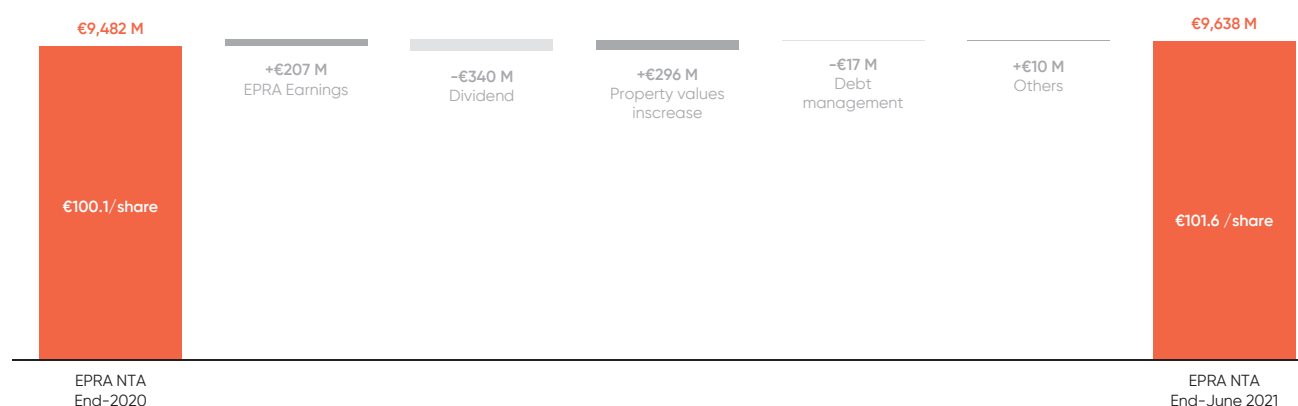 €9,482 M
€100.1/share
EPRA NTA
End-2020
+€207 M
EPRA Earnings
-€340 M
Dividend
+€296 M
Property values
inscrease
-€17 M
Debt
management
+€10 M
Others
€9,638 M
€101.6 /share
EPRA NTA
End-June 2021